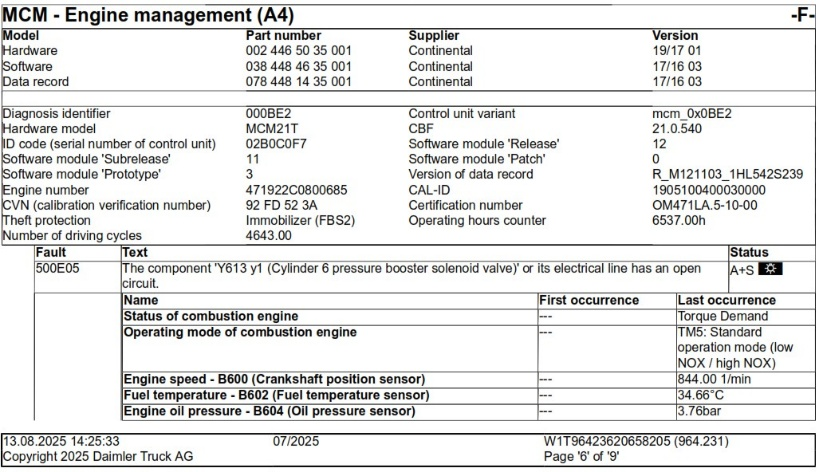 MCM - Engine management (A4) -F-
Model Part number Supplier Version
Hardware 002 446 50 35 001 Continental 19/17 01
Software 038 448 46 35 001 Continental 17/16 03
Data record 078 448 14 35 001 Continental 17/16 03
Diagnosis identifier 000BE2 Control unit variant mcm_0x0BE2
Hardware model MCM21T CBF 21.0.540
ID code (serial number of control unit) 02B0C0F7 Software module 'Release' 12
Software module 'Subrelease' 11 Software module 'Patch' 0
Software module 'Prototype' 3 Version of data record R_M121103_1HL542S239
Engine number 471922C0800685 CAL-ID 1905100400030000
CVN (calibration verification number) 92 FD 52 3A Certification number OM471LA.5-10-00
Theft protection Immobilizer (FBS2) Operating hours counter 6537.00h
Number of driving cycles 4643.00
Fault Text Status
500E05 The component 'Y613 y1 (Cylinder 6 pressure booster solenoid valve)' or its electrical line has an open A+S
circuit.
Name First occurrence Last occurrence
Status of combustion engine --- Torque Demand
Operating mode of combustion engine --- TM5: Standard
operation mode (low
NOX / high NOX)
Engine speed - B600 (Crankshaft position sensor) --- 844.00 1/min
Fuel temperature - B602 (Fuel temperature sensor) --- 34.66°C
Engine oil pressure - B604 (Oil pressure sensor) --- 3.76bar
13.08.2025 14:25:33 07/2025 W1T96423620658205 (964.231)
Copyright 2025 Daimler Truck AG Page '6' of '9'